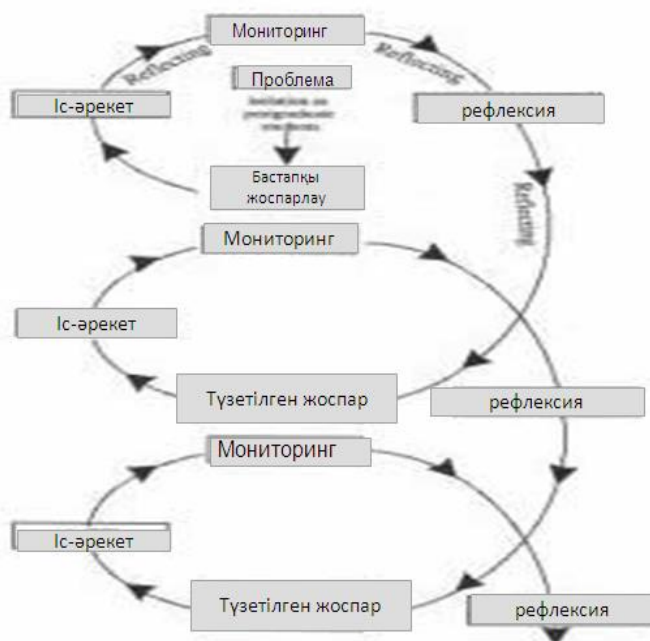 Мониторинг
Reflecting
Reflecting
Проблема
Іс-әрекет
рефлексия
Бастапқы
жоспарлау
Reflecting
Мониторинг
Іс-әрекет
Түзетілген жоспар
рефлексия
Мониторинг
Іс-әрекет
Түзетілген жоспар
рефлексия